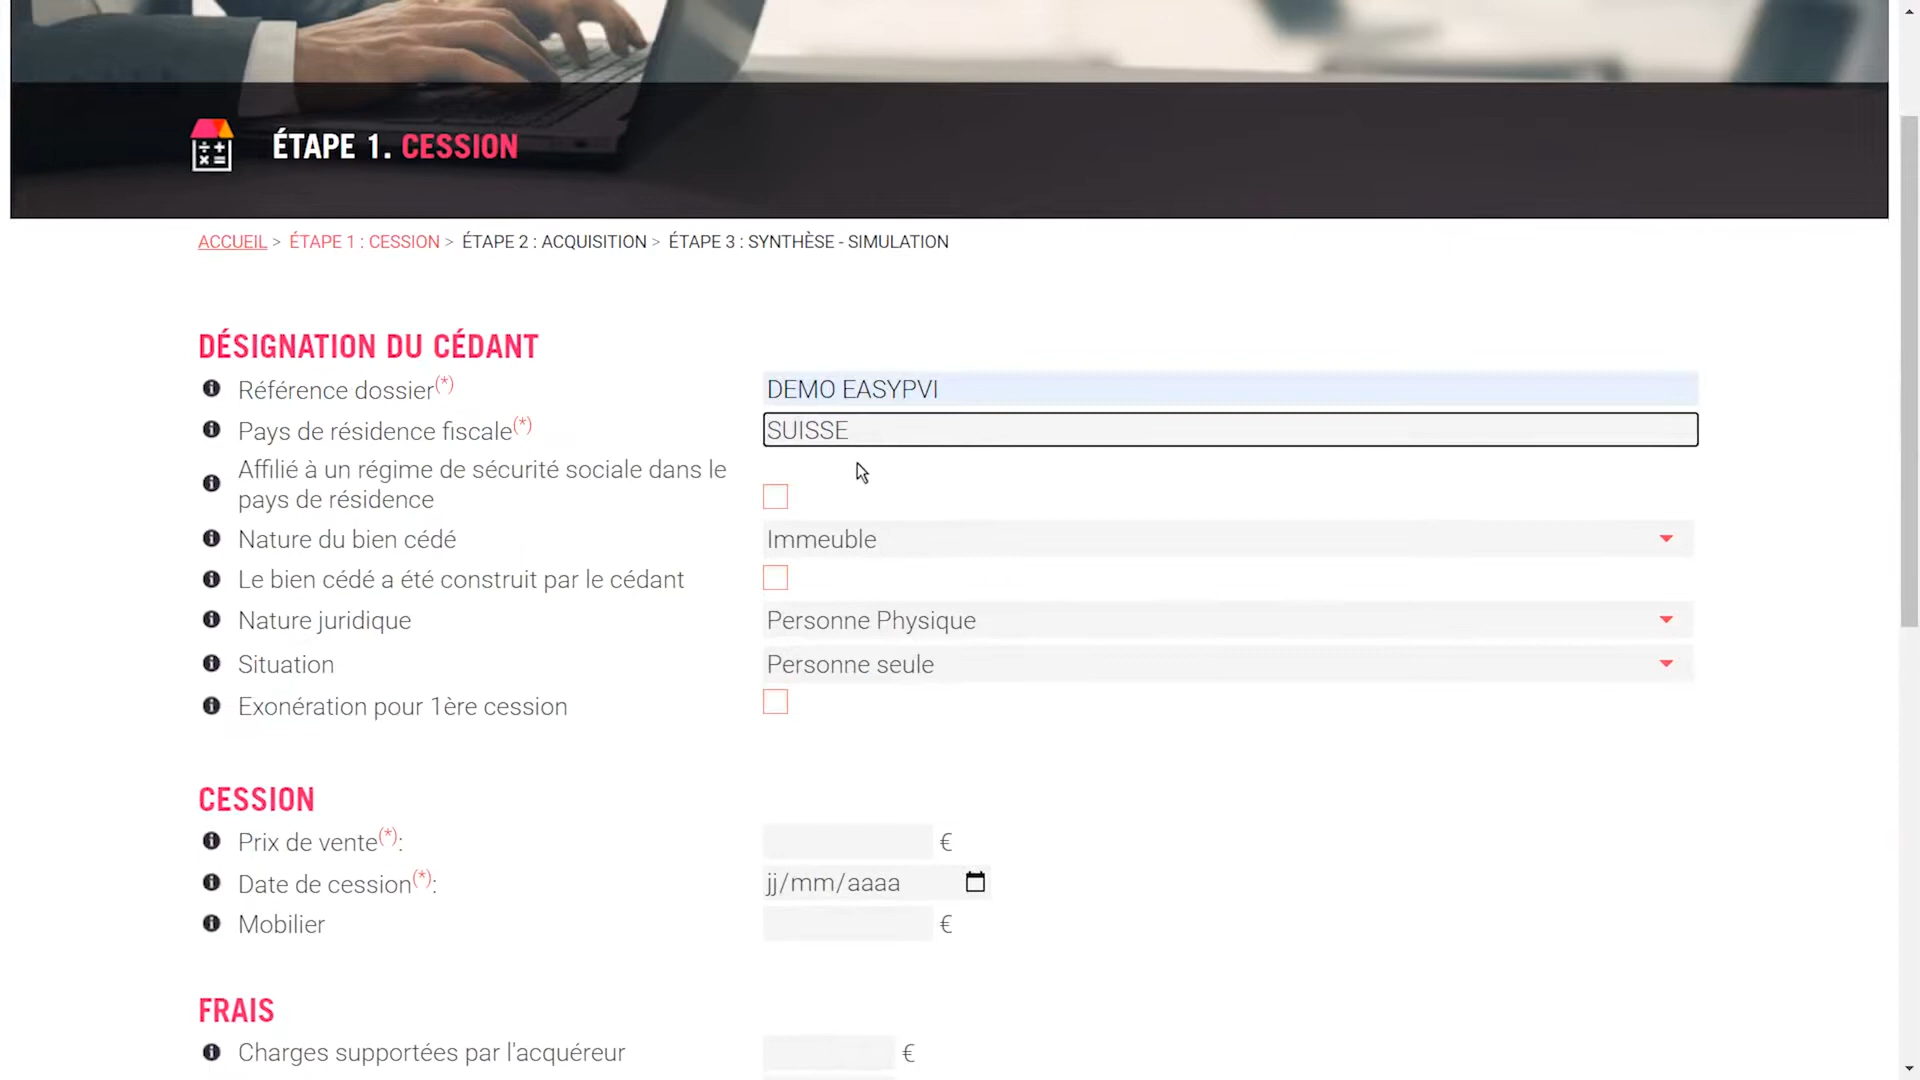 ÉTAPE 1. CESSION
ACCUEIL > ÉTAPE 1 : CESSION > ÉTAPE 2 : ACQUISITION > ÉTAPE 3 : SYNTHÈSE - SIMULATION
DÉSIGNATION DU CÉDANT
Référence dossier(*) DEMO EASYPVI
Pays de résidence fiscale(*) SUISSE
Affilié à un régime de sécurité sociale dans le
pays de résidence
Nature du bien cédé Immeuble
Le bien cédé a été construit par le cédant
Nature juridique Personne Physique
Situation Personne seule
Exonération pour 1ère cession
CESSION
Prix de vente(*): €
Date de cession(*): jj/mm/aaaa
Mobilier €
FRAIS
Charges supportées par l'acquéreur €